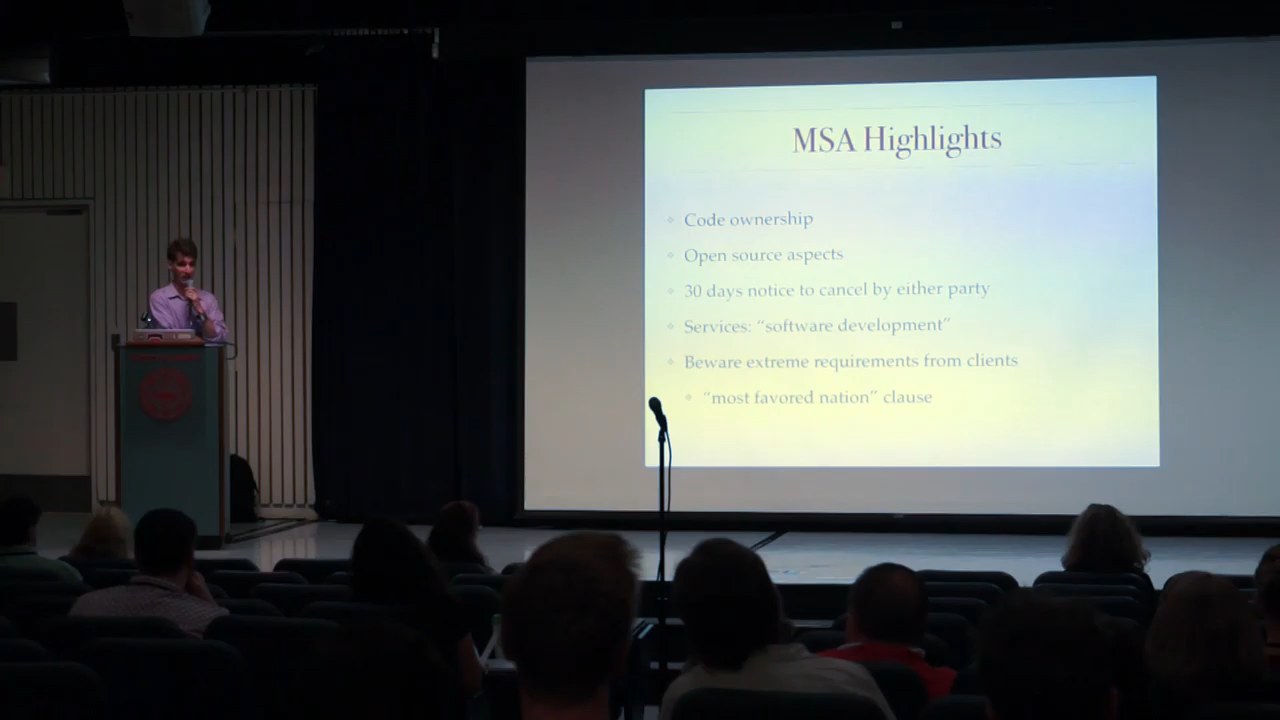 MSA Highlights
Code ownership
Open source aspects
30 days notice to cancel by either party
Services: “software development”
Beware extreme requirements from clients
“most favored nation” clause